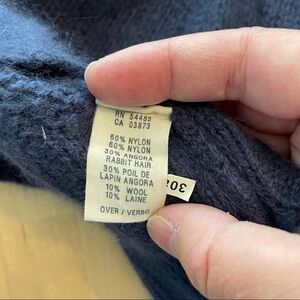 RN 54485
CA 03873
60% NYLON
60% NYLON
30% ANGORA
RABBIT HAIR
30% POIL DE
LAPIN ANGORA
10% WOOL
10% LAINE
OVER / VERSO